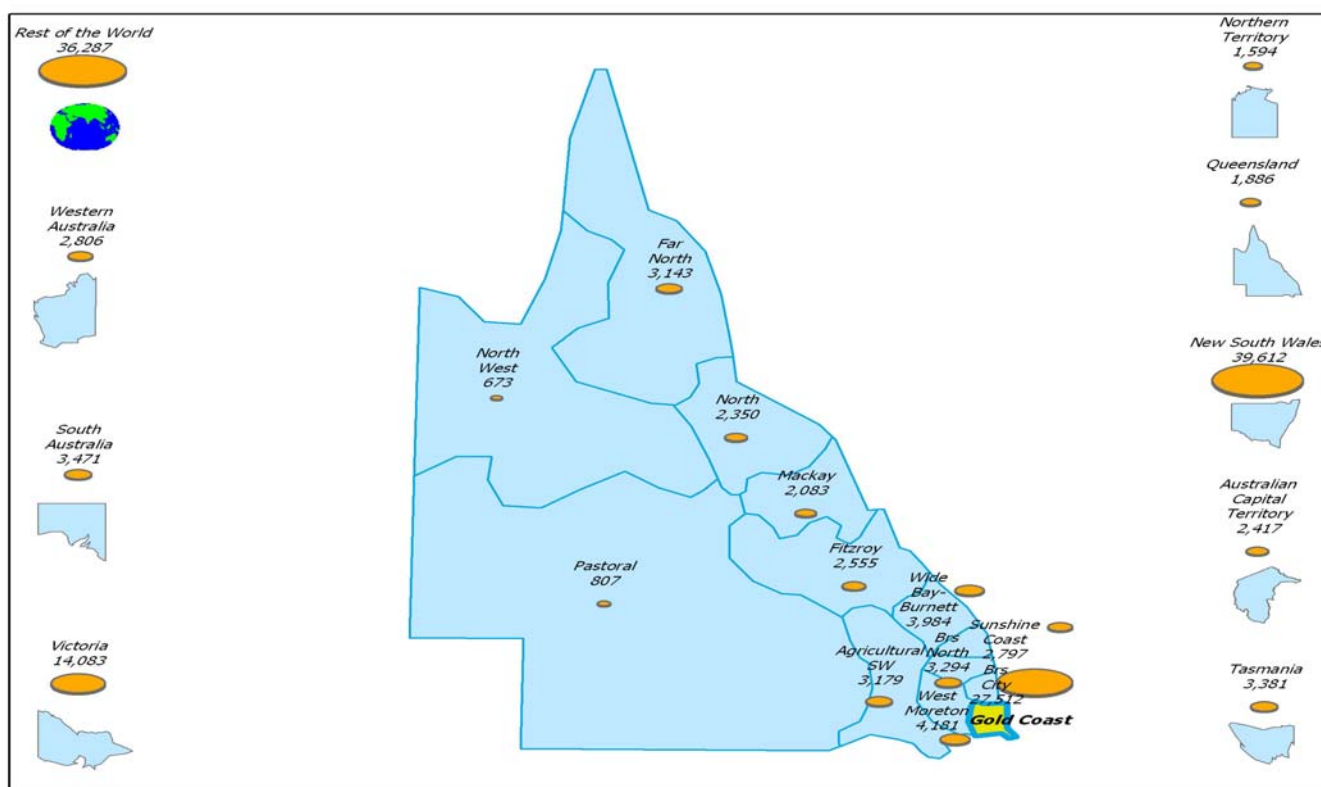 Rest of the World
36,287
Western
Australia
2,806
South
Australia
3,471
Victoria
14,083
Far
North
3,143
North
West
673
North
2,350
Mackay
2,083
Fitzroy
2,555
Pastoral
807
Wide
Bay-
Burnett
3,984
Sunshine
Coast
2,797
Brs
North
3,294
Brs
City
27,512
Agricultural
SW
3,179
West
Moreton
4,181
Gold Coast
Northern
Territory
1,594
Queensland
1,886
New South Wales
39,612
Australian
Capital
Territory
2,417
Tasmania
3,381